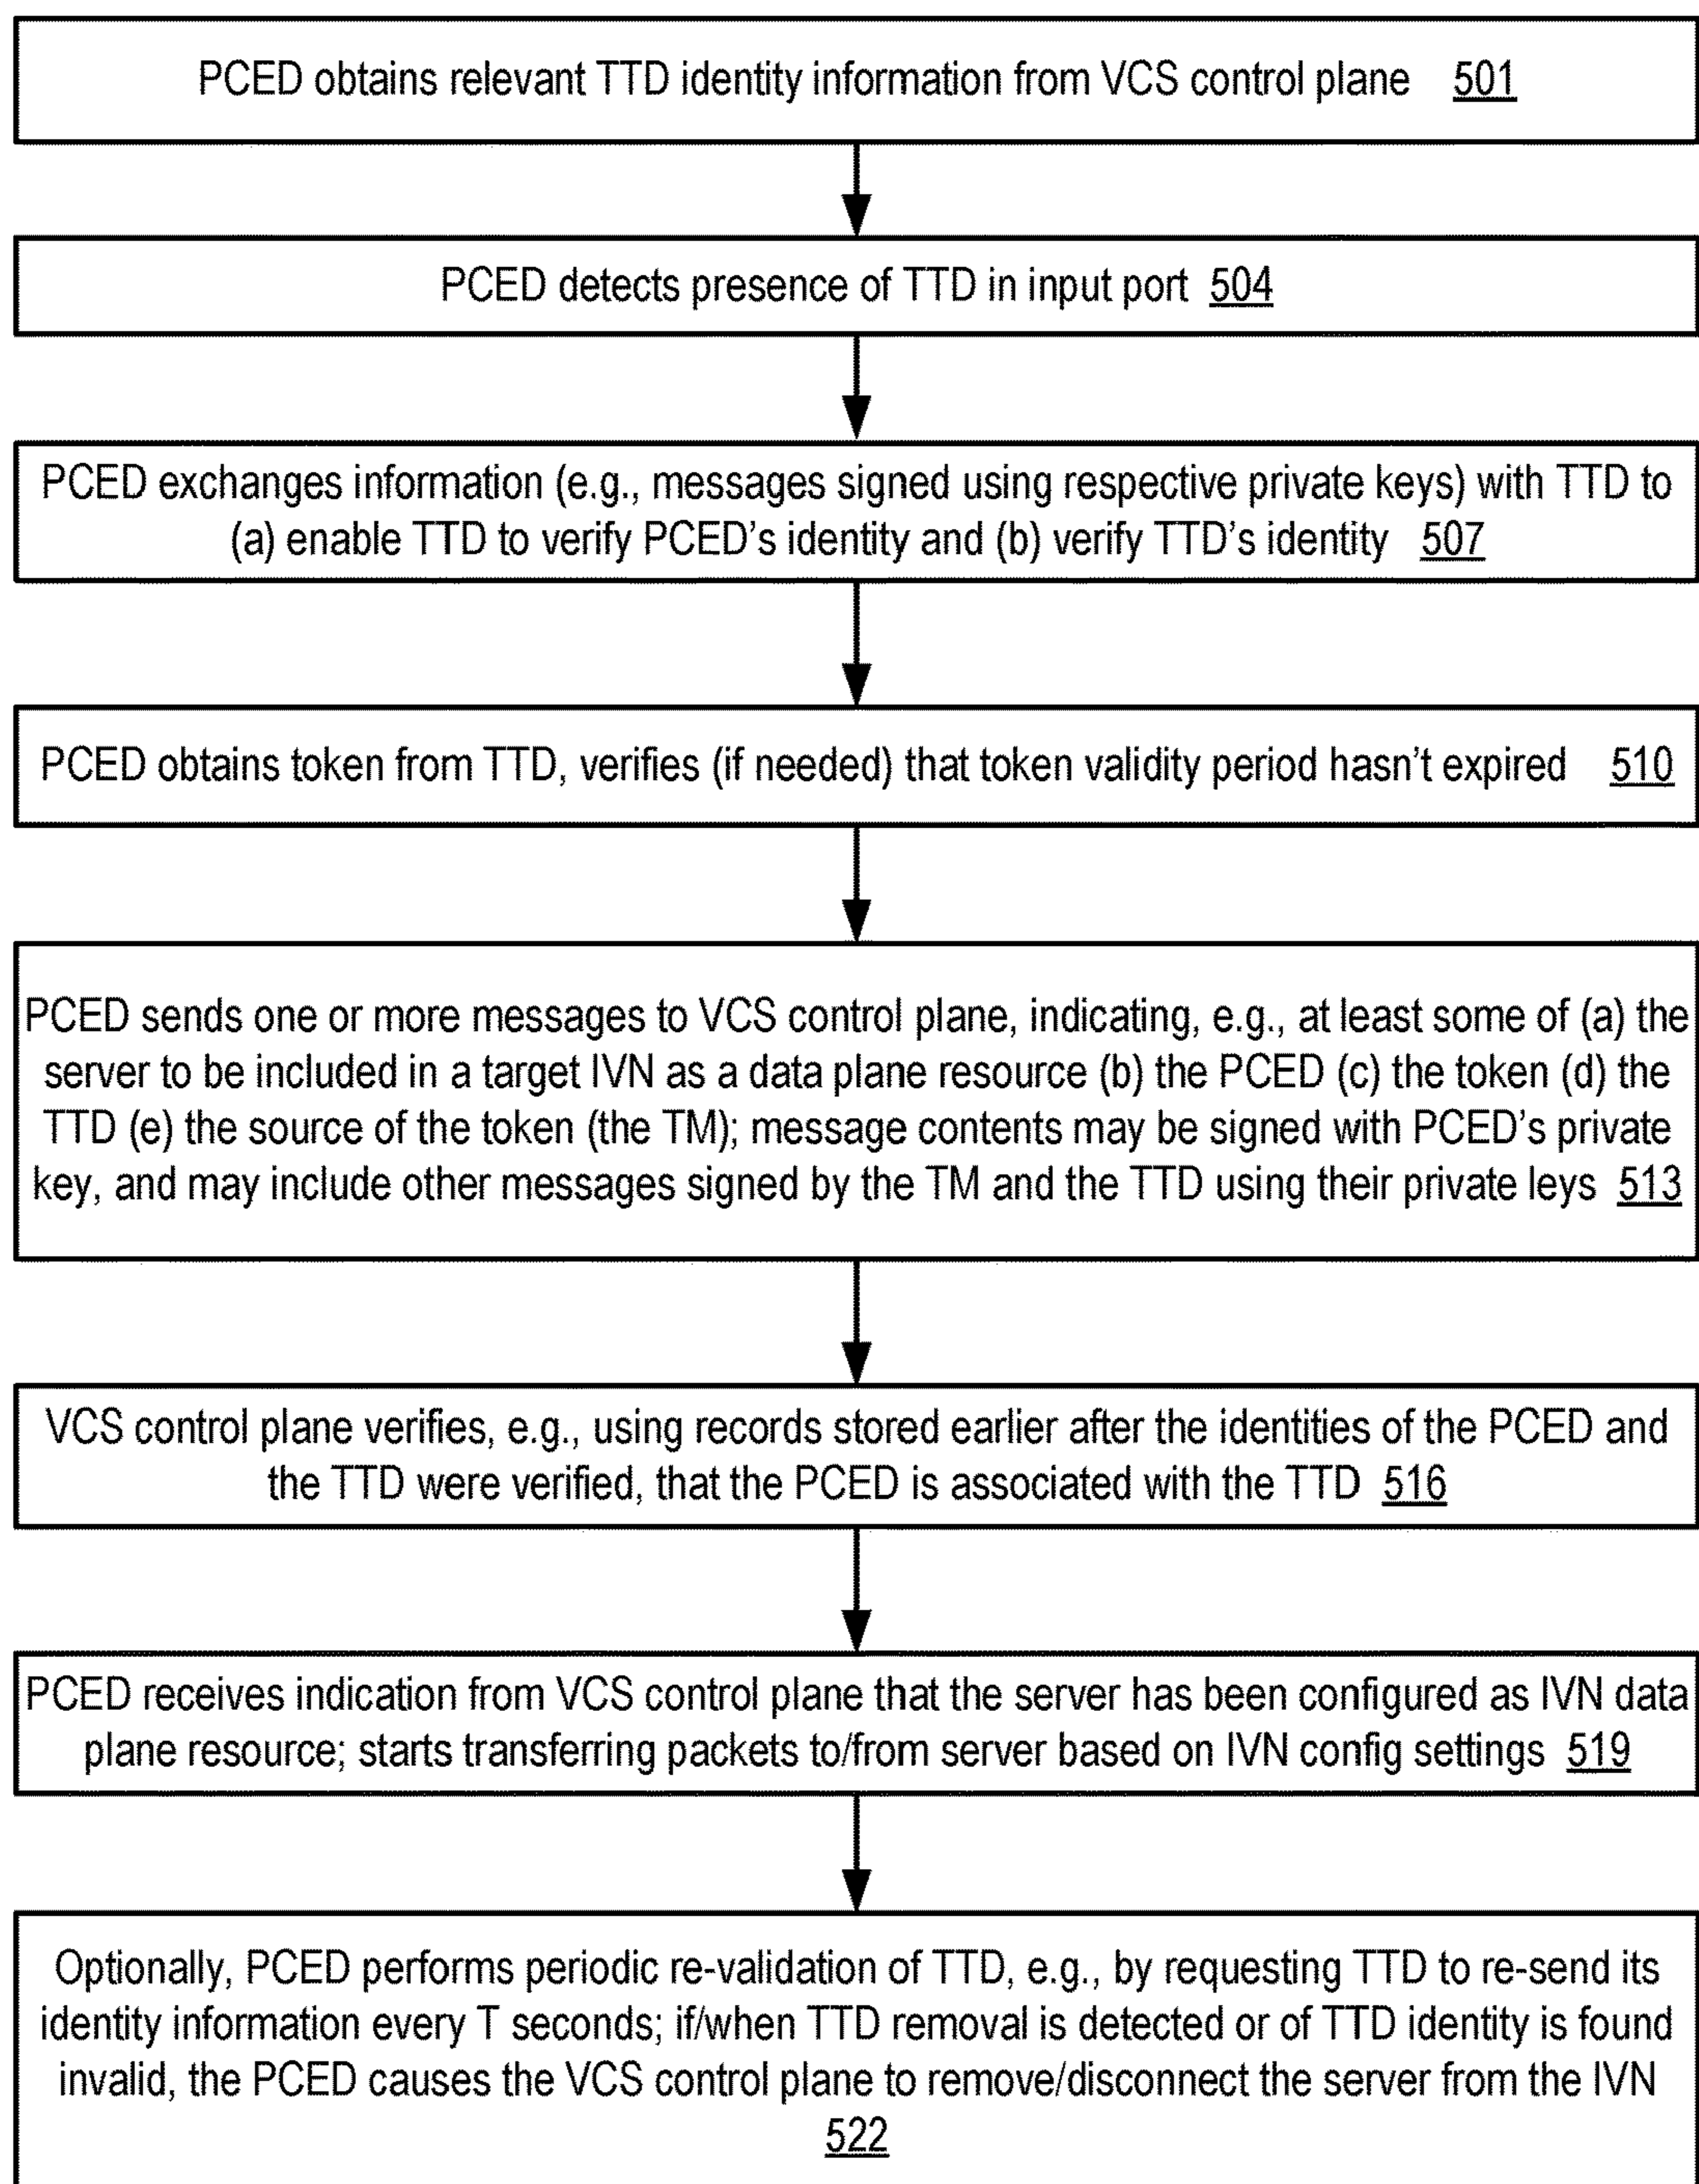 PCED obtains relevant TTD identity information from VCS control plane 501
PCED detects presence of TTD in input port 504
PCED exchanges information (e.g., messages signed using respective private keys) with TTD to
(a) enable TTD to verify PCED's identity and (b) verify TTD's identity 507
PCED obtains token from TTD, verifies (if needed) that token validity period hasn't expired 510
PCED sends one or more messages to VCS control plane, indicating, e.g., at least some of (a) the
server to be included in a target IVN as a data plane resource (b) the PCED (c) the token (d) the
TTD (e) the source of the token (the TM); message contents may be signed with PCED's private
key, and may include other messages signed by the TM and the TTD using their private leys 513
VCS control plane verifies, e.g., using records stored earlier after the identities of the PCED and
the TTD were verified, that the PCED is associated with the TTD 516
PCED receives indication from VCS control plane that the server has been configured as IVN data
plane resource; starts transferring packets to/from server based on IVN config settings 519
Optionally, PCED performs periodic re-validation of TTD, e.g., by requesting TTD to re-send its
identity information every T seconds; if/when TTD removal is detected or of TTD identity is found
invalid, the PCED causes the VCS control plane to remove/disconnect the server from the IVN
522